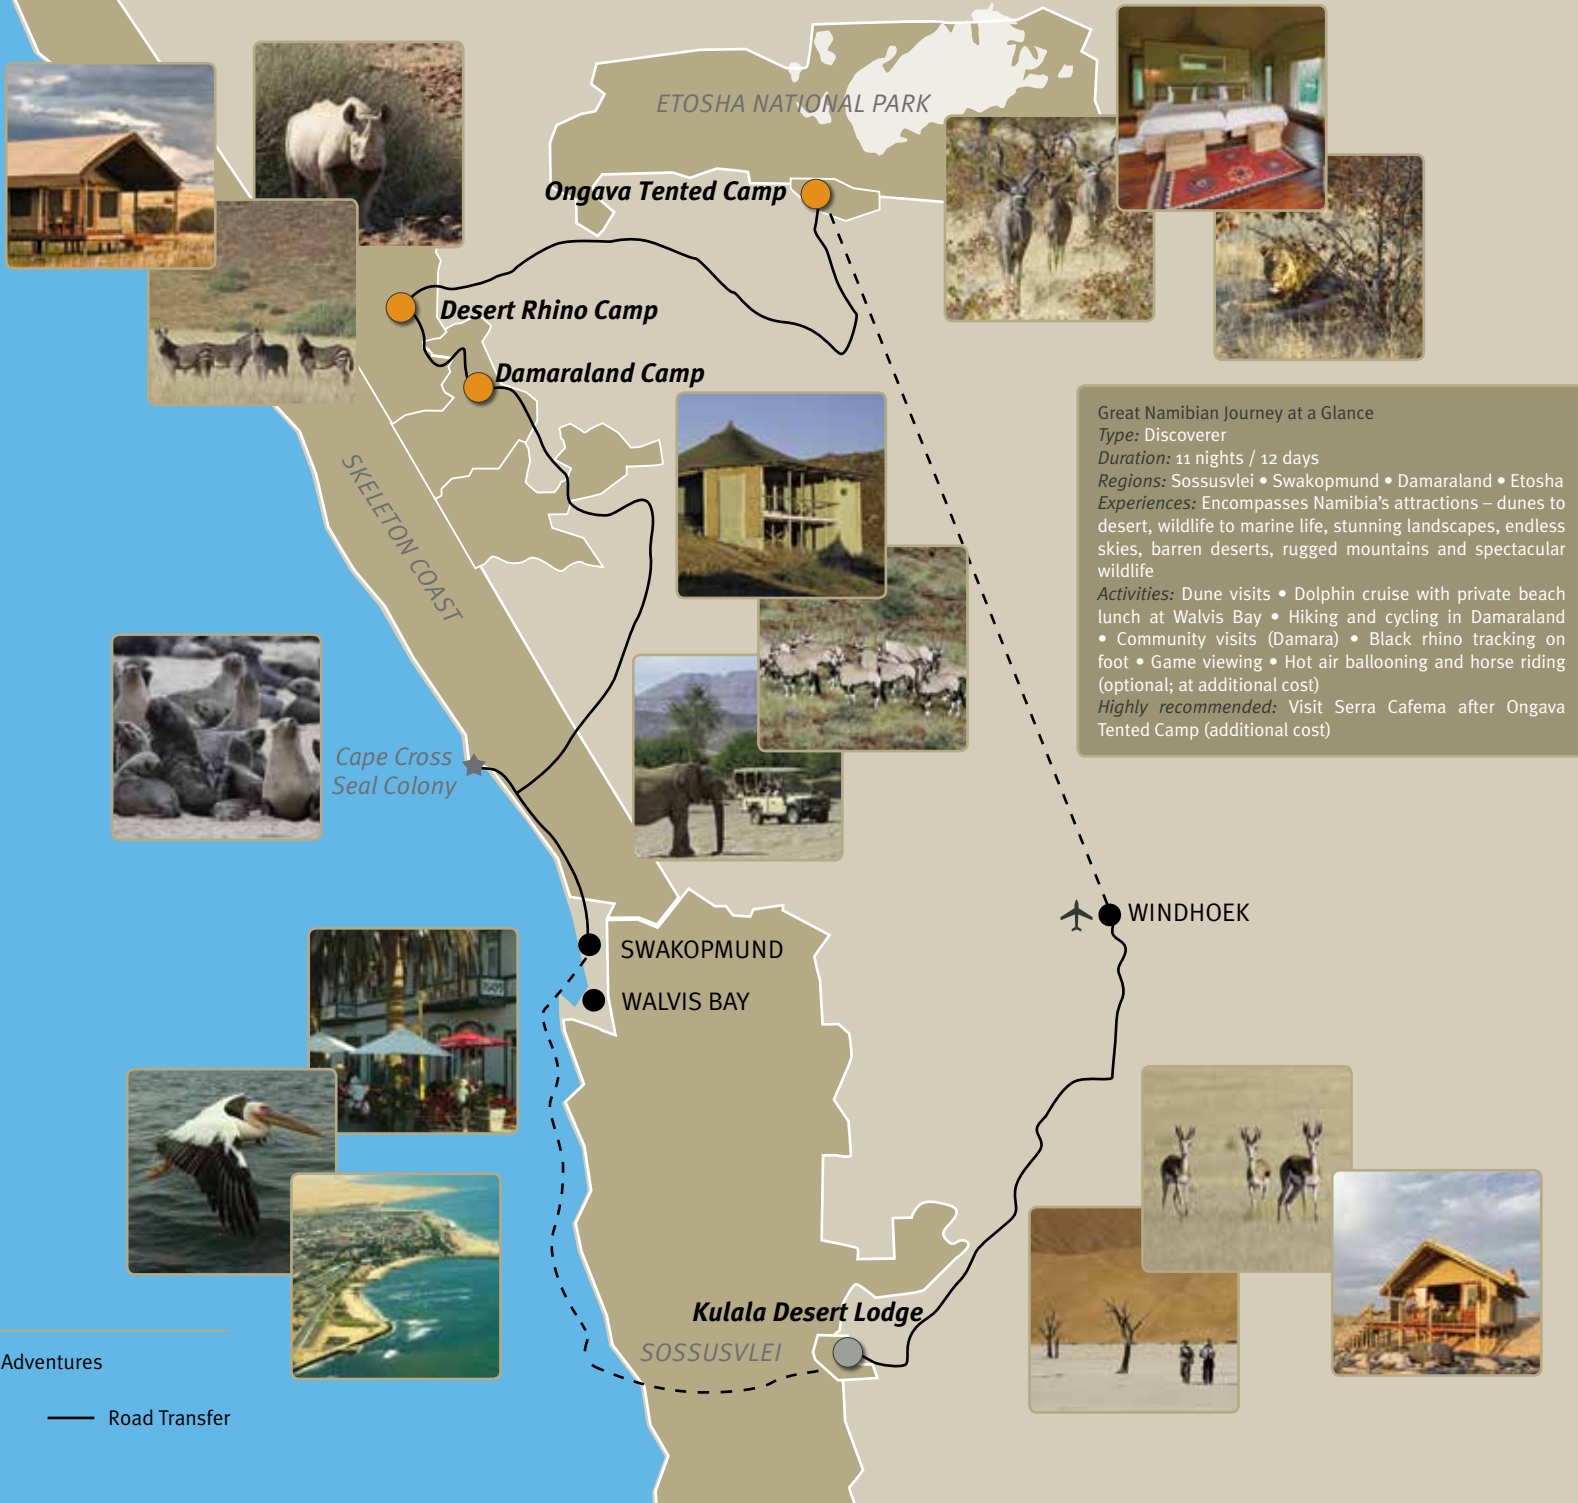 ETOSHA NATIONAL PARK
Ongava Tented Camp
Desert Rhino Camp
Damaraland Camp
SKELETON COAST
Great Namibian Journey at a Glance
Type: Discoverer
Duration: 11 nights / 12 days
Regions: Sossusvlei • Swakopmund • Damaraland • Etosha
Experiences: Encompasses Namibia’s attractions – dunes to
desert, wildlife to marine life, stunning landscapes, endless
skies, barren deserts, rugged mountains and spectacular
wildlife
Activities: Dune visits • Dolphin cruise with private beach
lunch at Walvis Bay • Hiking and cycling in Damaraland
• Community visits (Damara) • Black rhino tracking on
foot • Game viewing • Hot air ballooning and horse riding
(optional; at additional cost)
Highly recommended: Visit Serra Cafema after Ongava
Tented Camp (additional cost)
Cape Cross
Seal Colony
WINDHOEK
SWAKOPMUND
WALVIS BAY
Kulala Desert Lodge
SOSSUSVLEI
Adventures
Road Transfer